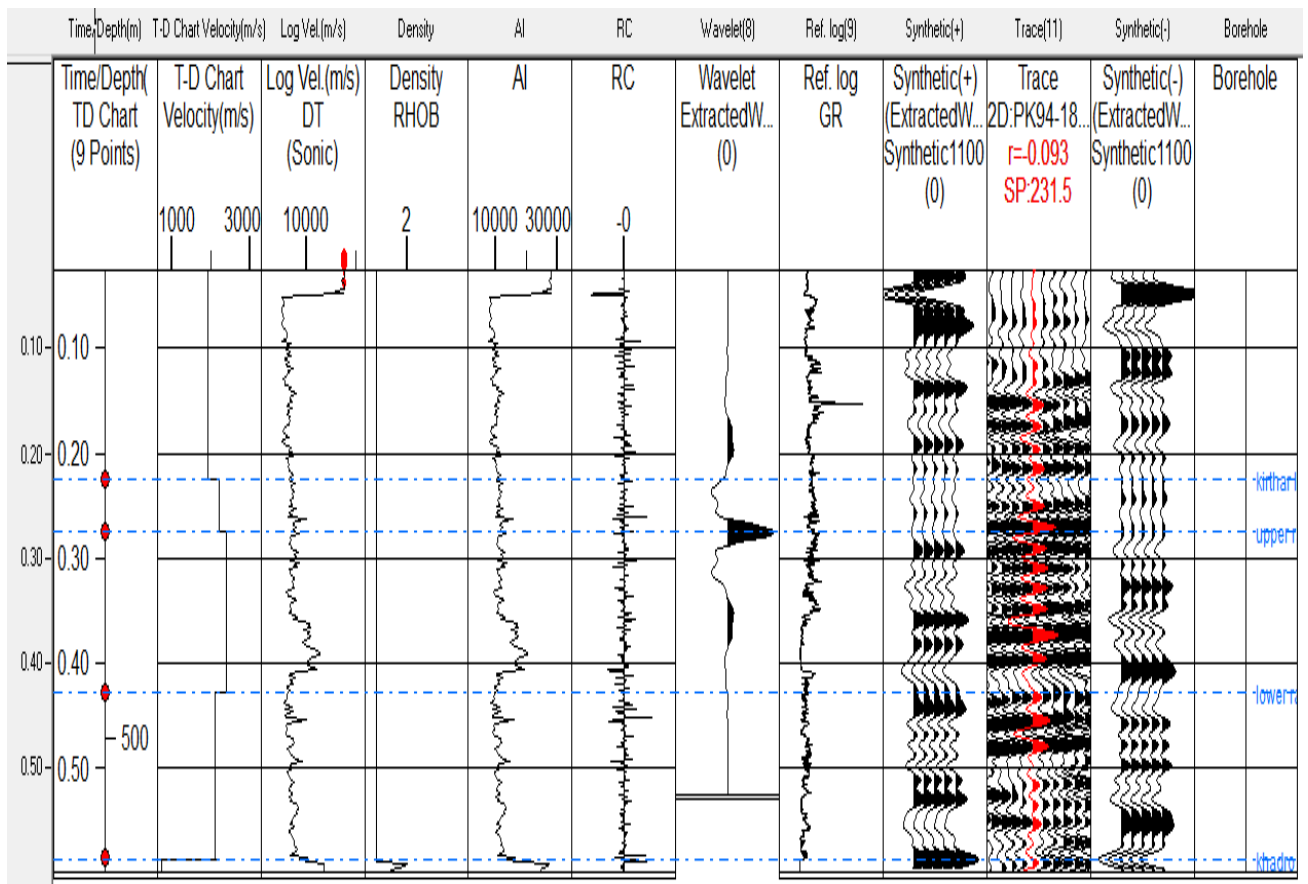 Time/Depth(m) T-D Chart Velocity(m/s) Log Vel.(m/s) Density AI RC Wavelet(8) Ref. log(9) Synthetic(+) Trace(11) Synthetic(-) Borehole
Time/Depth( T-D Chart Log Vel.(m/s) Density AI RC Wavelet Ref. log Synthetic(+) Trace Synthetic(-) Borehole
TD Chart Velocity(m/s) DT RHOB ExtractedW... GR (ExtractedW... 2D:PK94-18... (ExtractedW...
(9 Points) (Sonic) (0) Synthetic1100 r=-0.093 Synthetic1100
(0) SP:231.5 (0)
1000 3000 10000 2 10000 30000 -0
0.10 0.10
0.20 0.20
kirthar
upper
0.30 0.30
0.40 0.40
lower
500
0.50 0.50
khadro